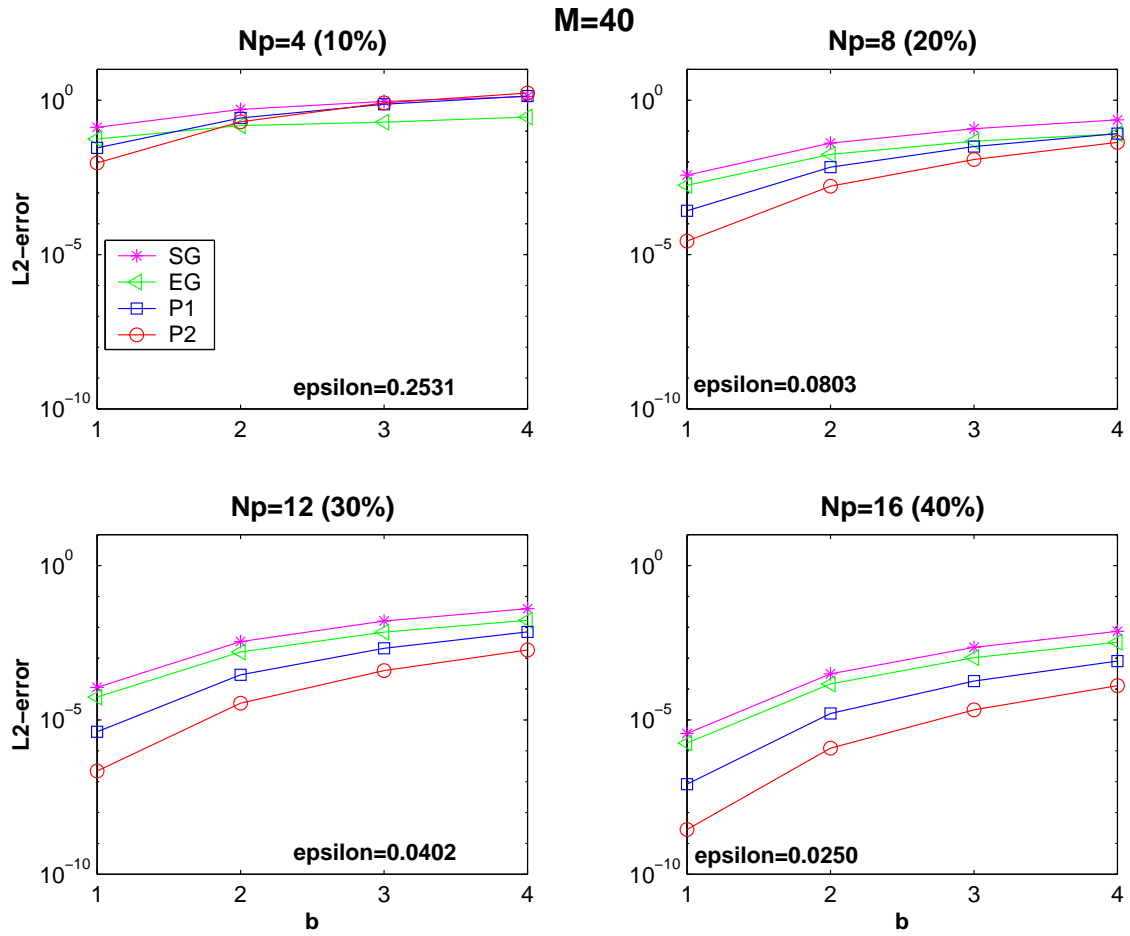 M=40
Np=4 (10%)
10^0
10^−5
10^−10
L2−error
SG
EG
P1
P2
epsilon=0.2531
1 2 3 4
Np=8 (20%)
10^0
10^−5
10^−10
epsilon=0.0803
1 2 3 4
Np=12 (30%)
10^0
10^−5
10^−10
L2−error
epsilon=0.0402
1 2 3 4
b
Np=16 (40%)
10^0
10^−5
10^−10
epsilon=0.0250
1 2 3 4
b